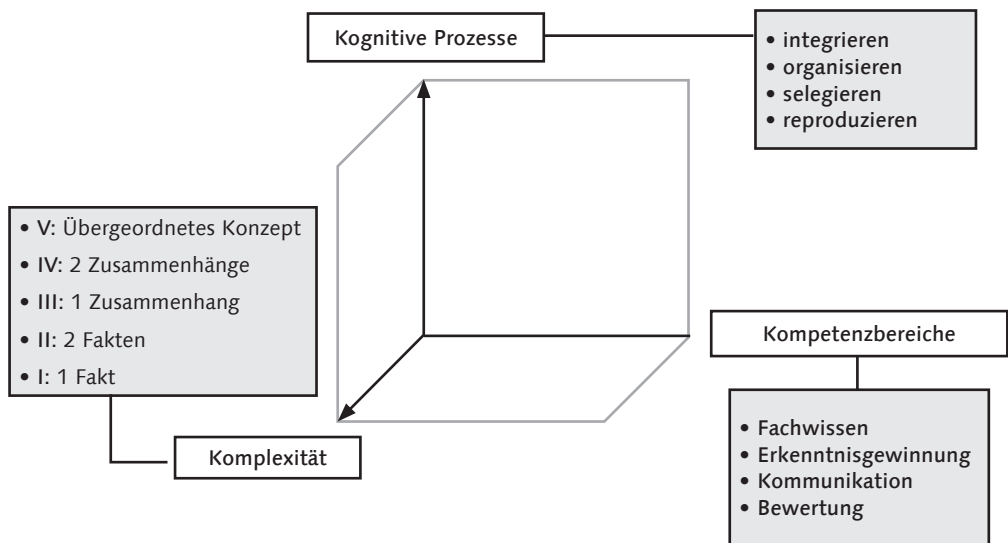 Kognitive Prozesse
• integrieren
• organisieren
• selegieren
• reproduzieren
• V: Übergeordnetes Konzept
• IV: 2 Zusammenhänge
• III: 1 Zusammenhang
• II: 2 Fakten
• I: 1 Fakt
Komplexität
Kompetenzbereiche
• Fachwissen
• Erkenntnisgewinnung
• Kommunikation
• Bewertung